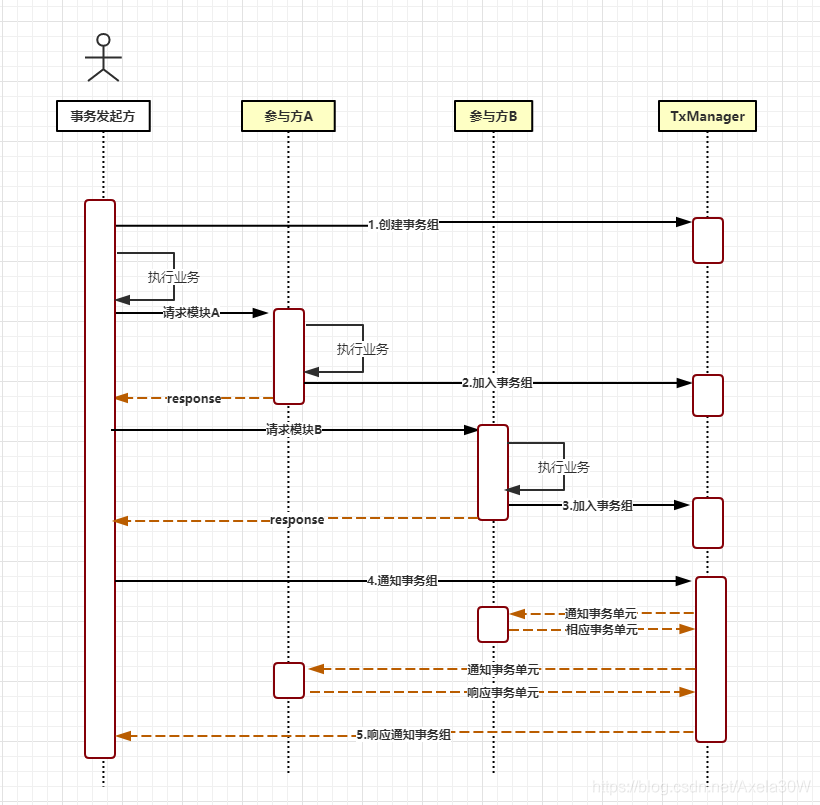 事务发起方
参与方A
参与方B
TxManager
1.创建事务组
执行业务
请求模块A
执行业务
2.加入事务组
response
请求模块B
执行业务
3.加入事务组
response
4.通知事务组
通知事务单元
相应事务单元
通知事务单元
响应事务单元
5.响应通知事务组
https://blog.csdn.net/Axela30W